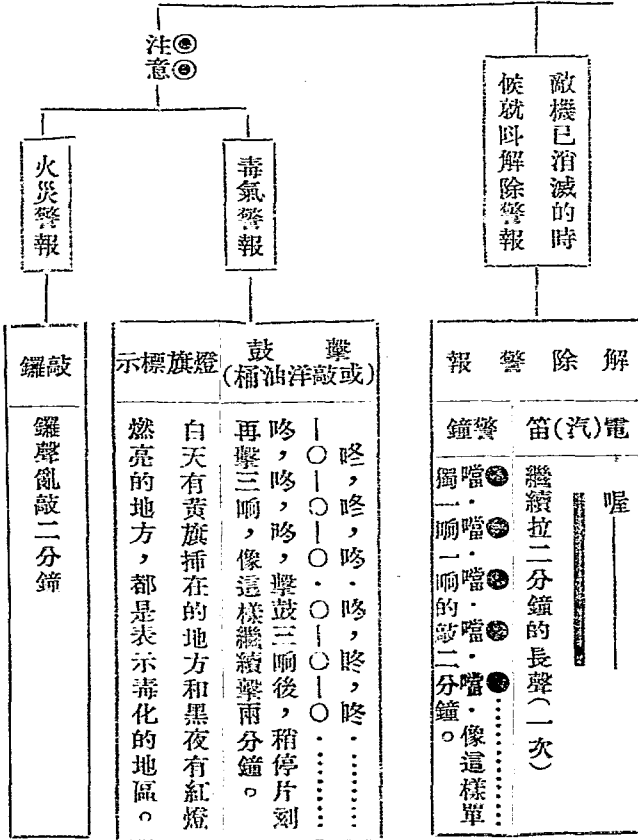 敵機已消滅的時
候就叫解除警報
解除警報
電(汽)笛
喔
繼續拉二分鐘的長聲(一次)
警鐘
噹·噹·噹·噹·噹·………像這樣單
獨一响一响的敲二分鐘。
注意
毒氣警報
擊鼓
(或敲洋油桶)
咚,咚,咚·咚,咚,咚·………
—○—○—○·○—○—○·………
咚,咚,咚,擊鼓三响後,稍停片刻
再擊三响,像這樣繼續擊兩分鐘。
燈旗標示
白天有黃旗插在的地方和黑夜有紅燈
燃亮的地方,都是表示毒化的地區。
火災警報
敲鑼
鑼聲亂敲二分鐘